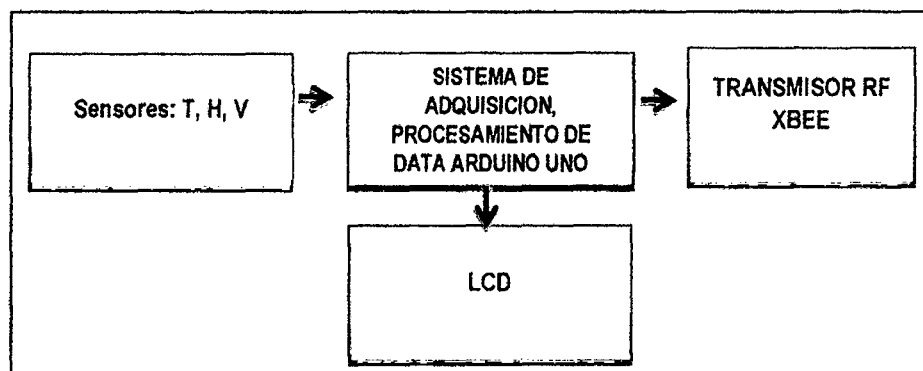 Sensores: T, H, V
SISTEMA DE
ADQUISICION,
PROCESAMIENTO DE
DATA ARDUINO UNO
TRANSMISOR RF
XBEE
LCD